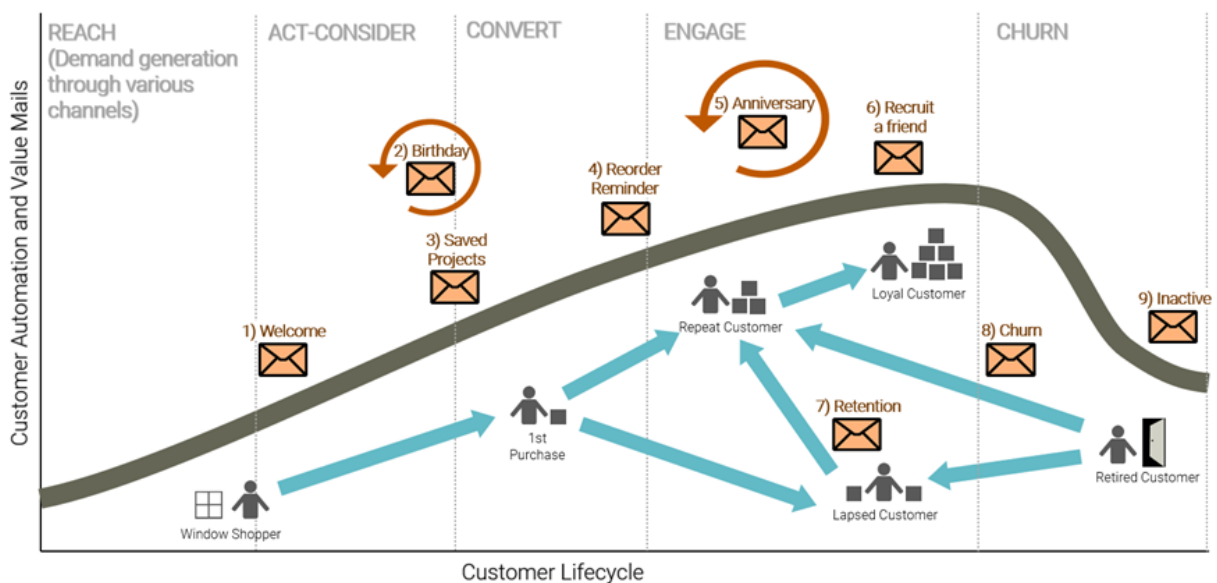 REACH
(Demand generation
through various
channels)
ACT-CONSIDER
CONVERT
ENGAGE
CHURN
Customer Automation and Value Mails
1) Welcome
2) Birthday
3) Saved
Projects
4) Reorder
Reminder
5) Anniversary
6) Recruit
a friend
7) Retention
8) Churn
9) Inactive
Window Shopper
1st
Purchase
Repeat Customer
Loyal Customer
Lapsed Customer
Retired Customer
Customer Lifecycle